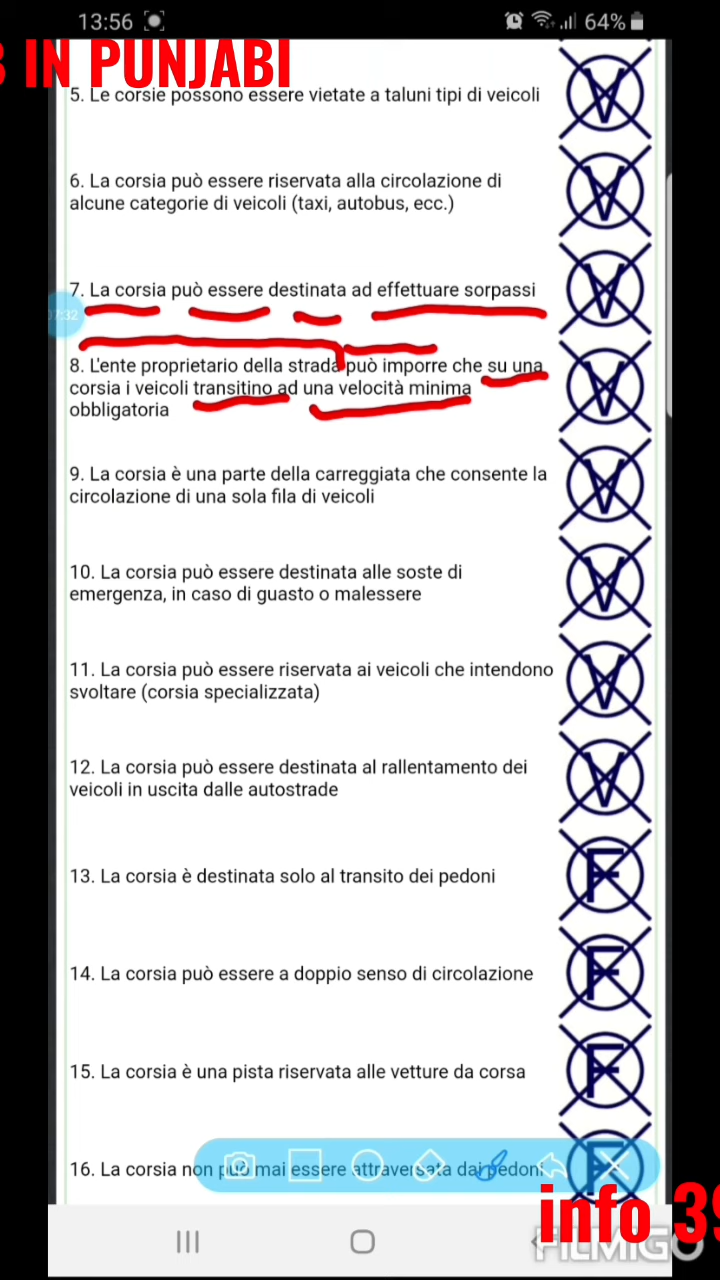 13:56
64%
B IN PUNJABI
5. Le corsie possono essere vietate a taluni tipi di veicoli
V
6. La corsia può essere riservata alla circolazione di
alcune categorie di veicoli (taxi, autobus, ecc.)
V
7. La corsia può essere destinata ad effettuare sorpassi
V
07:32
8. L'ente proprietario della strada può imporre che su una
corsia i veicoli transitino ad una velocità minima
obbligatoria
V
9. La corsia è una parte della carreggiata che consente la
circolazione di una sola fila di veicoli
V
10. La corsia può essere destinata alle soste di
emergenza, in caso di guasto o malessere
V
11. La corsia può essere riservata ai veicoli che intendono
svoltare (corsia specializzata)
V
12. La corsia può essere destinata al rallentamento dei
veicoli in uscita dalle autostrade
V
13. La corsia è destinata solo al transito dei pedoni
F
14. La corsia può essere a doppio senso di circolazione
F
15. La corsia è una pista riservata alle vetture da corsa
F
16. La corsia non può mai essere attraversata dai pedoni
F
info 39
FILMIGO